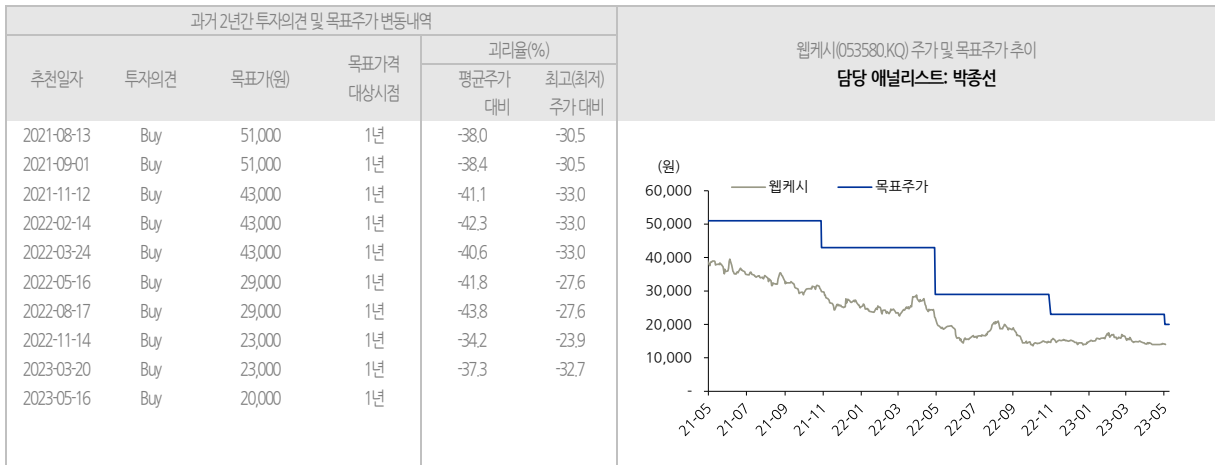 과거 2년간 투자의견 및 목표주가 변동내역
추천일자 투자의견 목표가(원) 목표가격 대상시점 괴리율(%)
평균주가 대비 최고(최저) 주가 대비
2021-08-13 Buy 51,000 1년 -38.0 -30.5
2021-09-01 Buy 51,000 1년 -38.4 -30.5
2021-11-12 Buy 43,000 1년 -41.1 -33.0
2022-02-14 Buy 43,000 1년 -42.3 -33.0
2022-03-24 Buy 43,000 1년 -40.6 -33.0
2022-05-16 Buy 29,000 1년 -41.8 -27.6
2022-08-17 Buy 29,000 1년 -43.8 -27.6
2022-11-14 Buy 23,000 1년 -34.2 -23.9
2023-03-20 Buy 23,000 1년 -37.3 -32.7
2023-05-16 Buy 20,000 1년
웹케시(053580.KQ) 주가 및 목표주가 추이
담당 애널리스트: 박종선
(원)
웹케시 목표주가
60,000
50,000
40,000
30,000
20,000
10,000
-
21-05 21-07 21-09 21-11 22-01 22-03 22-05 22-07 22-09 22-11 23-01 23-03 23-05